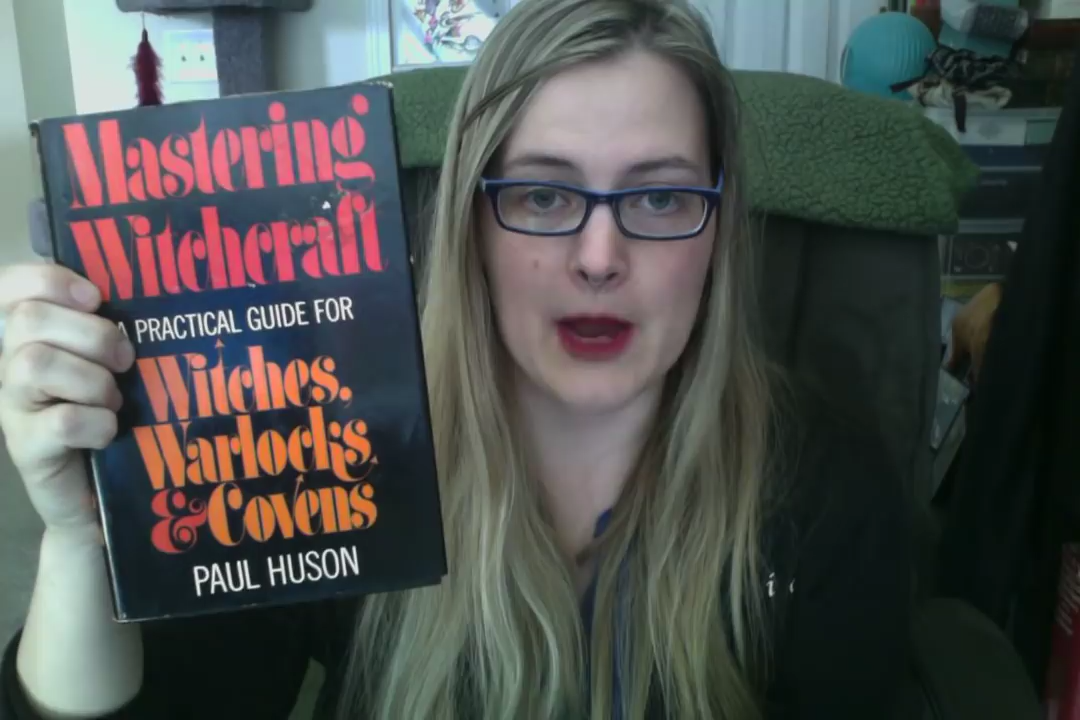 Mastering
Witchcraft
A PRACTICAL GUIDE FOR
Witches,
Warlocks,
& Covens
PAUL HUSON